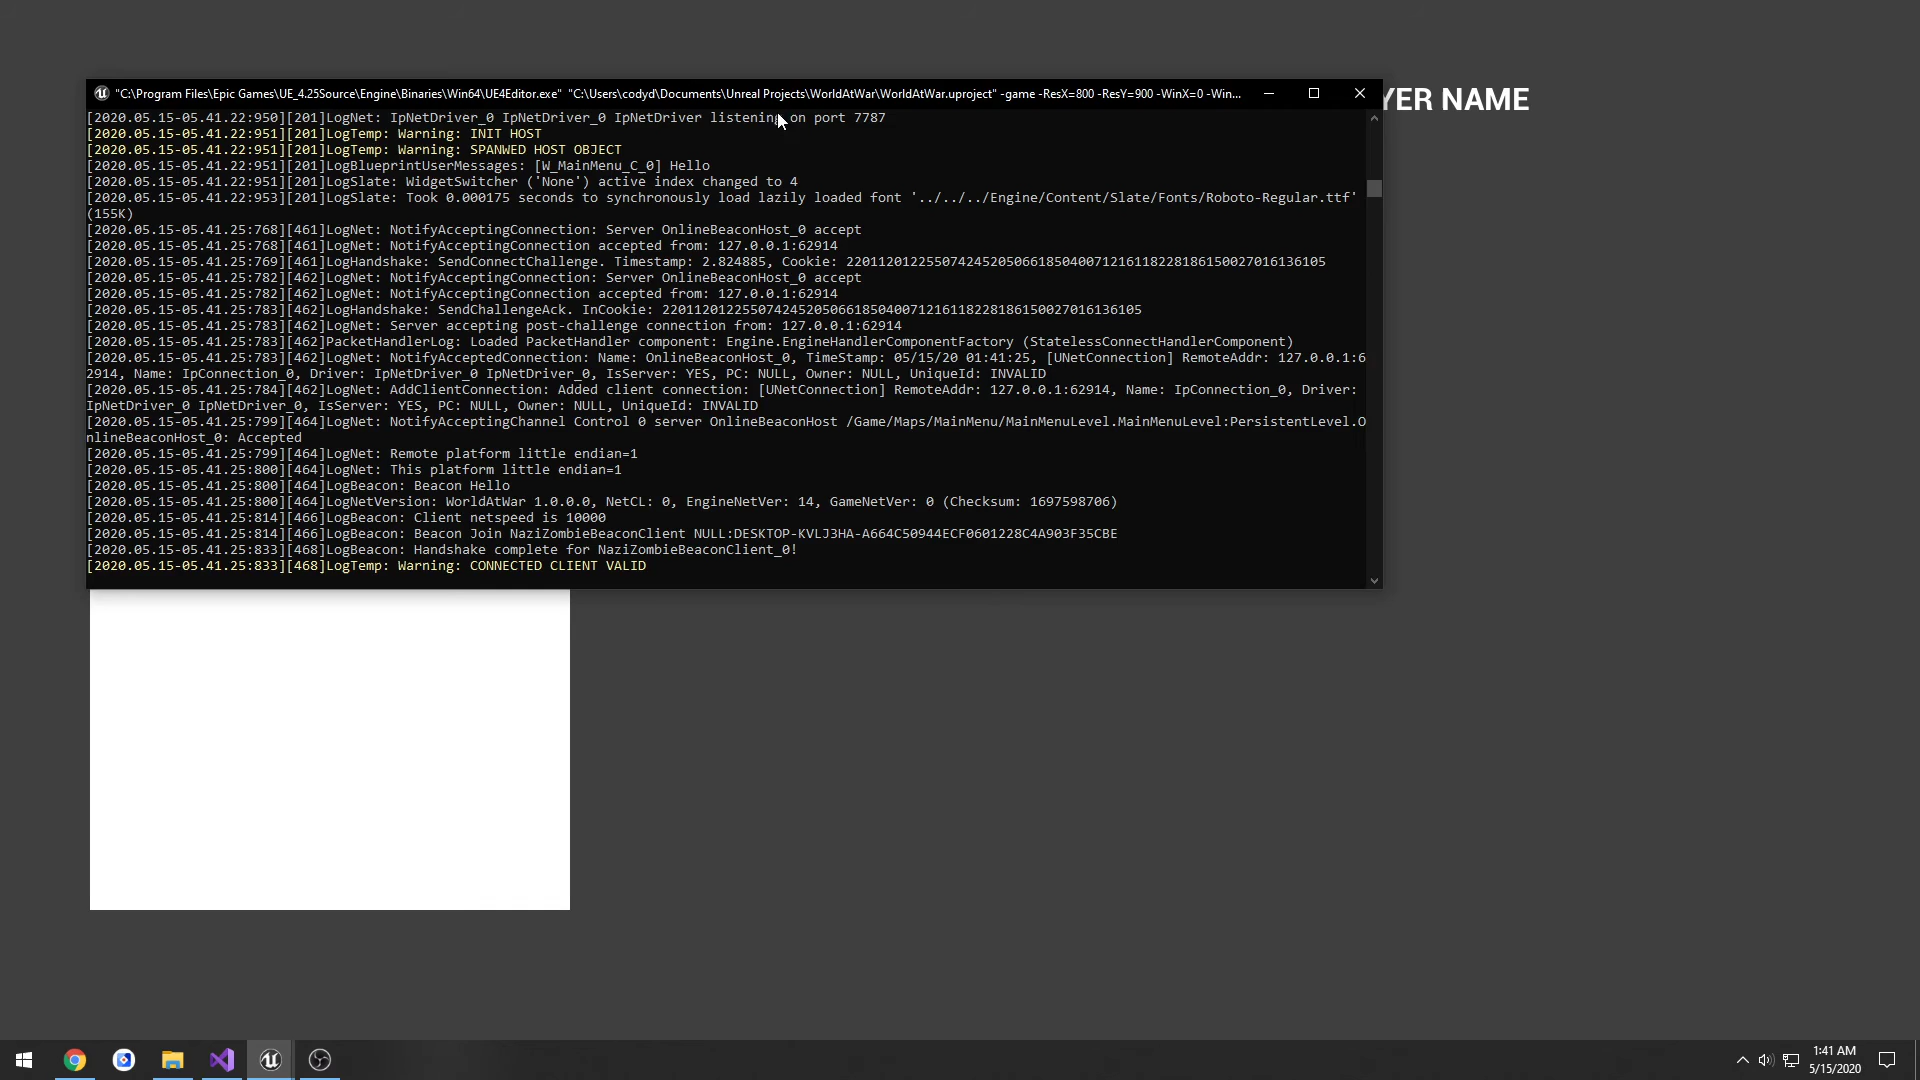 "C:\Program Files\Epic Games\UE_4.25Source\Engine\Binaries\Win64\UE4Editor.exe" "C:\Users\codyd\Documents\Unreal Projects\WorldAtWar\WorldAtWar.uproject" -game -ResX=800 -ResY=900 -WinX=0 -Win...
YER NAME
[2020.05.15-05.41.22:950][201]LogNet: IpNetDriver_0 IpNetDriver_0 IpNetDriver listening on port 7787
[2020.05.15-05.41.22:951][201]LogTemp: Warning: INIT HOST
[2020.05.15-05.41.22:951][201]LogTemp: Warning: SPANWED HOST OBJECT
[2020.05.15-05.41.22:951][201]LogBlueprintUserMessages: [W_MainMenu_C_0] Hello
[2020.05.15-05.41.22:951][201]LogSlate: WidgetSwitcher ('None') active index changed to 4
[2020.05.15-05.41.22:953][201]LogSlate: Took 0.000175 seconds to synchronously load lazily loaded font '../../../Engine/Content/Slate/Fonts/Roboto-Regular.ttf'
(155K)
[2020.05.15-05.41.25:768][461]LogNet: NotifyAcceptingConnection: Server OnlineBeaconHost_0 accept
[2020.05.15-05.41.25:768][461]LogNet: NotifyAcceptingConnection accepted from: 127.0.0.1:62914
[2020.05.15-05.41.25:769][461]LogHandshake: SendConnectChallenge. Timestamp: 2.824885, Cookie: 220112012255074245205066185040071216118228186150027016136105
[2020.05.15-05.41.25:782][462]LogNet: NotifyAcceptingConnection: Server OnlineBeaconHost_0 accept
[2020.05.15-05.41.25:782][462]LogNet: NotifyAcceptingConnection accepted from: 127.0.0.1:62914
[2020.05.15-05.41.25:783][462]LogHandshake: SendChallengeAck. InCookie: 220112012255074245205066185040071216118228186150027016136105
[2020.05.15-05.41.25:783][462]LogNet: Server accepting post-challenge connection from: 127.0.0.1:62914
[2020.05.15-05.41.25:783][462]PacketHandlerLog: Loaded PacketHandler component: Engine.EngineHandlerComponentFactory (StatelessConnectHandlerComponent)
[2020.05.15-05.41.25:783][462]LogNet: NotifyAcceptedConnection: Name: OnlineBeaconHost_0, TimeStamp: 05/15/20 01:41:25, [UNetConnection] RemoteAddr: 127.0.0.1:6
2914, Name: IpConnection_0, Driver: IpNetDriver_0 IpNetDriver_0, IsServer: YES, PC: NULL, Owner: NULL, UniqueId: INVALID
[2020.05.15-05.41.25:784][462]LogNet: AddClientConnection: Added client connection: [UNetConnection] RemoteAddr: 127.0.0.1:62914, Name: IpConnection_0, Driver:
IpNetDriver_0 IpNetDriver_0, IsServer: YES, PC: NULL, Owner: NULL, UniqueId: INVALID
[2020.05.15-05.41.25:799][464]LogNet: NotifyAcceptingChannel Control 0 server OnlineBeaconHost /Game/Maps/MainMenu/MainMenuLevel.MainMenuLevel:PersistentLevel.O
nlineBeaconHost_0: Accepted
[2020.05.15-05.41.25:799][464]LogNet: Remote platform little endian=1
[2020.05.15-05.41.25:800][464]LogNet: This platform little endian=1
[2020.05.15-05.41.25:800][464]LogBeacon: Beacon Hello
[2020.05.15-05.41.25:800][464]LogNetVersion: WorldAtWar 1.0.0.0, NetCL: 0, EngineNetVer: 14, GameNetVer: 0 (Checksum: 1697598706)
[2020.05.15-05.41.25:814][466]LogBeacon: Client netspeed is 10000
[2020.05.15-05.41.25:814][466]LogBeacon: Beacon Join NaziZombieBeaconClient NULL:DESKTOP-KVLJ3HA-A664C50944ECF0601228C4A903F35CBE
[2020.05.15-05.41.25:833][468]LogBeacon: Handshake complete for NaziZombieBeaconClient_0!
[2020.05.15-05.41.25:833][468]LogTemp: Warning: CONNECTED CLIENT VALID
1:41 AM
5/15/2020